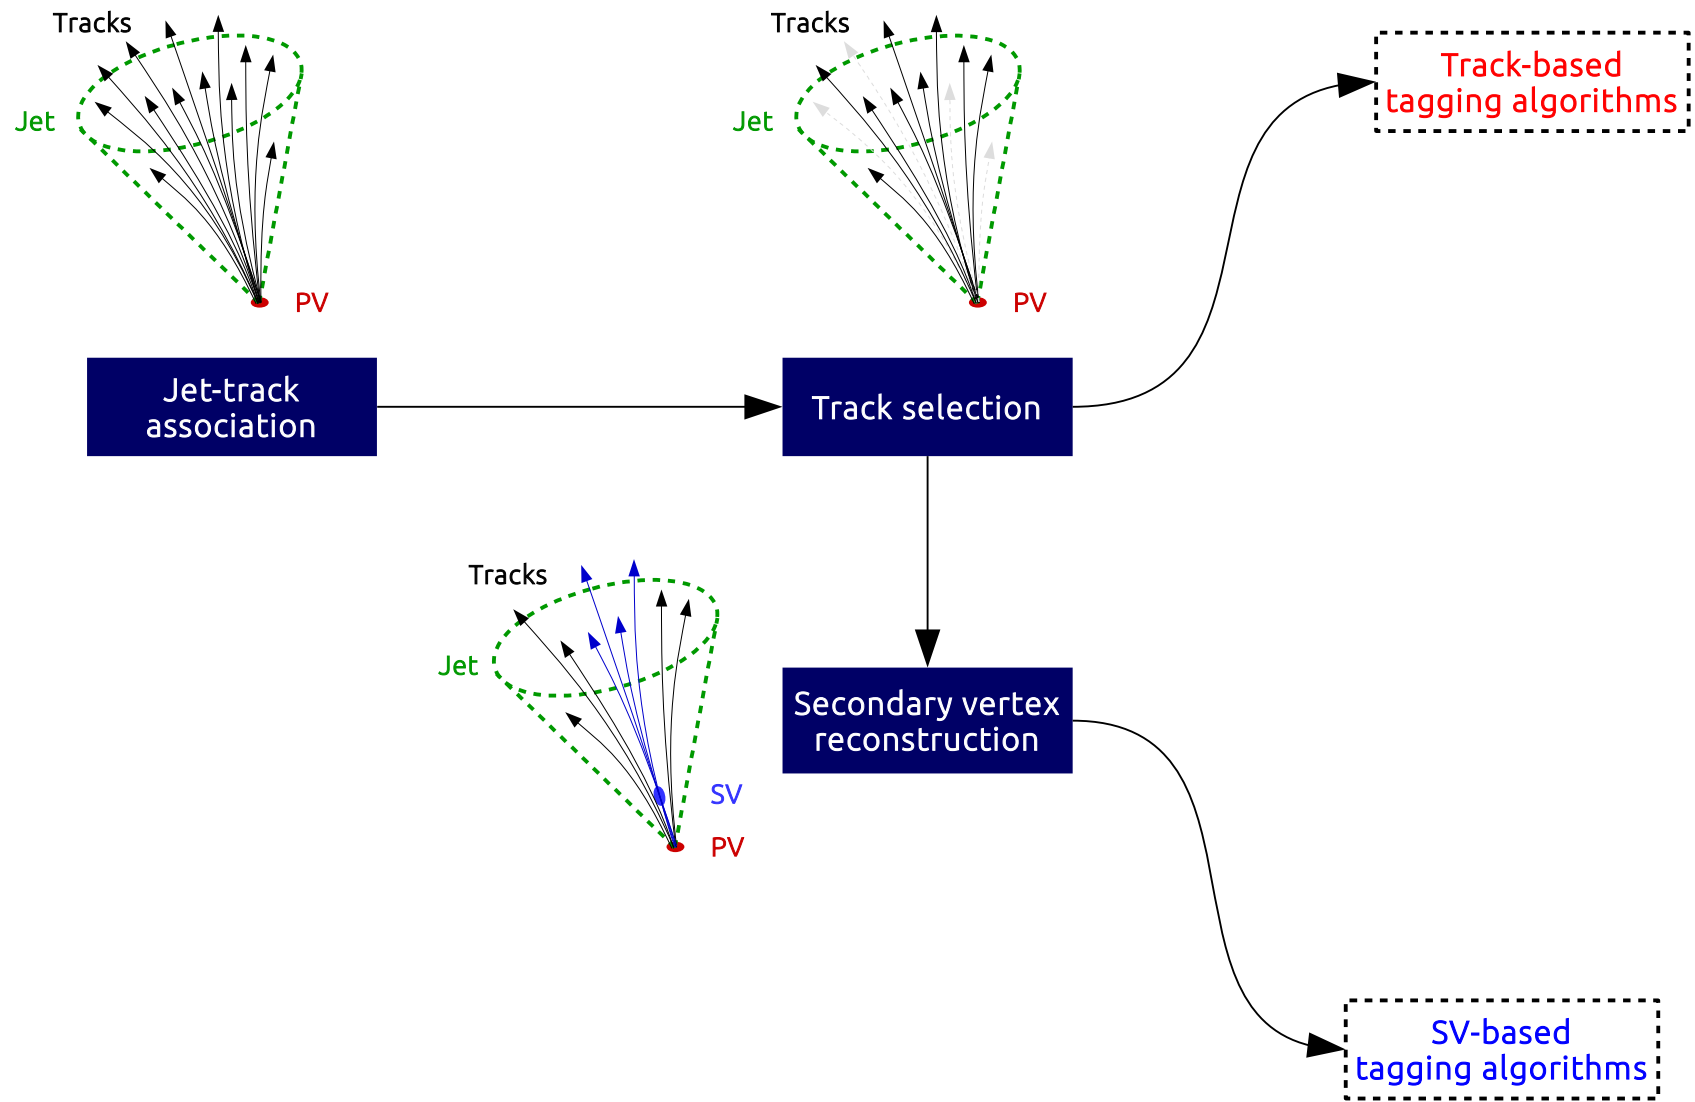 Tracks
Jet
PV
Tracks
Jet
PV
Track-based
tagging algorithms
Jet-track
association
Track selection
Tracks
Jet
SV
PV
Secondary vertex
reconstruction
SV-based
tagging algorithms